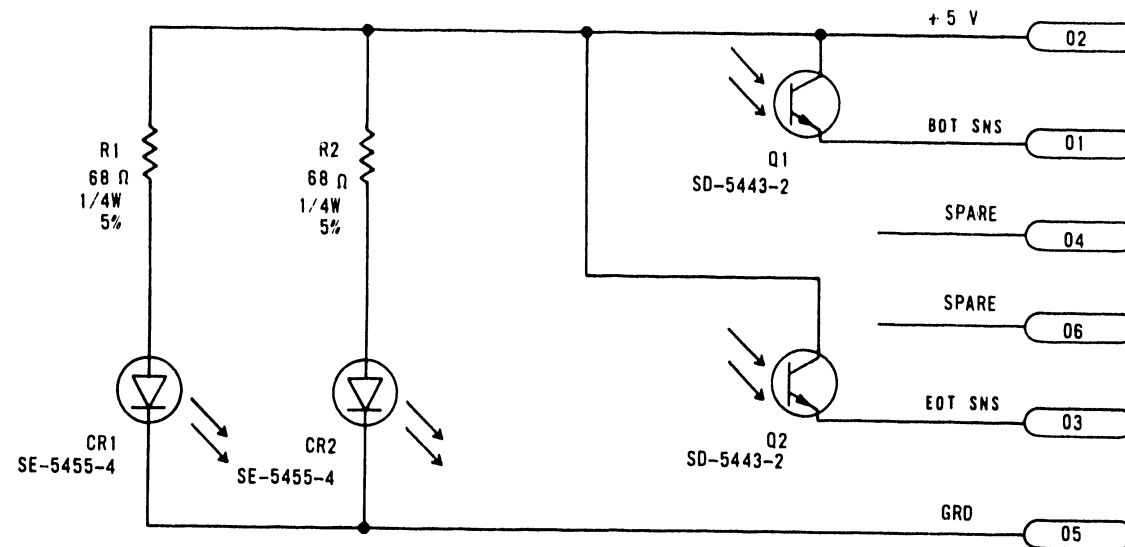 +5 V
02
BOT SNS
01
R1
68 Ω
1/4W
5%
R2
68 Ω
1/4W
5%
Q1
SD-5443-2
SPARE
04
SPARE
06
EOT SNS
03
CR1
SE-5455-4
CR2
SE-5455-4
Q2
SD-5443-2
GRD
05